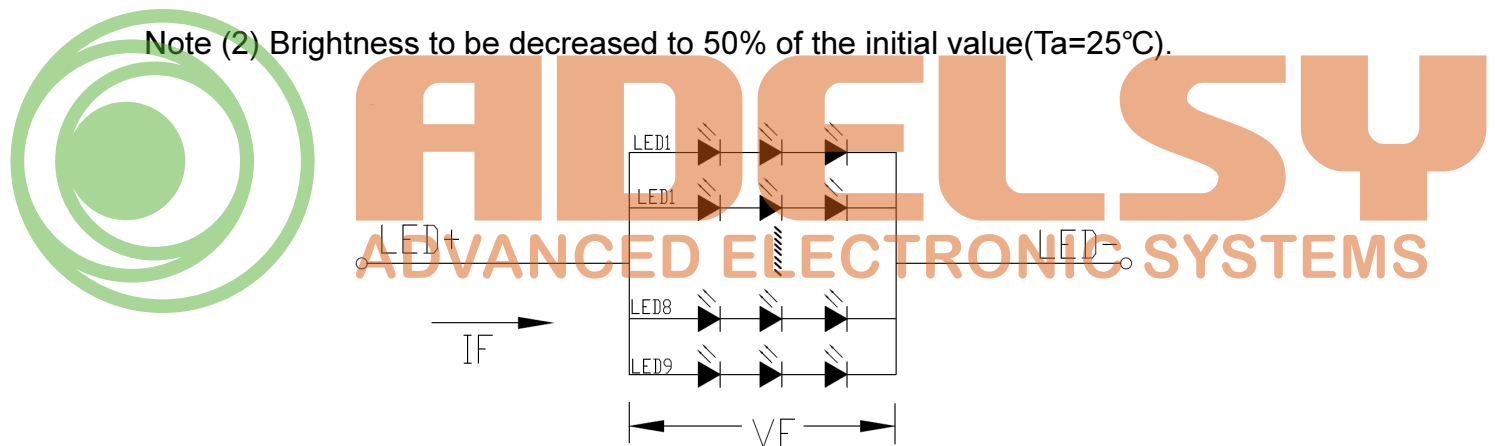 Note (2) Brightness to be decreased to 50% of the initial value(Ta=25℃).
ADELSY
LED1
LED1
LED+
LED-
ADVANCED ELECTRONIC SYSTEMS
LED8
IF
LED9
VF